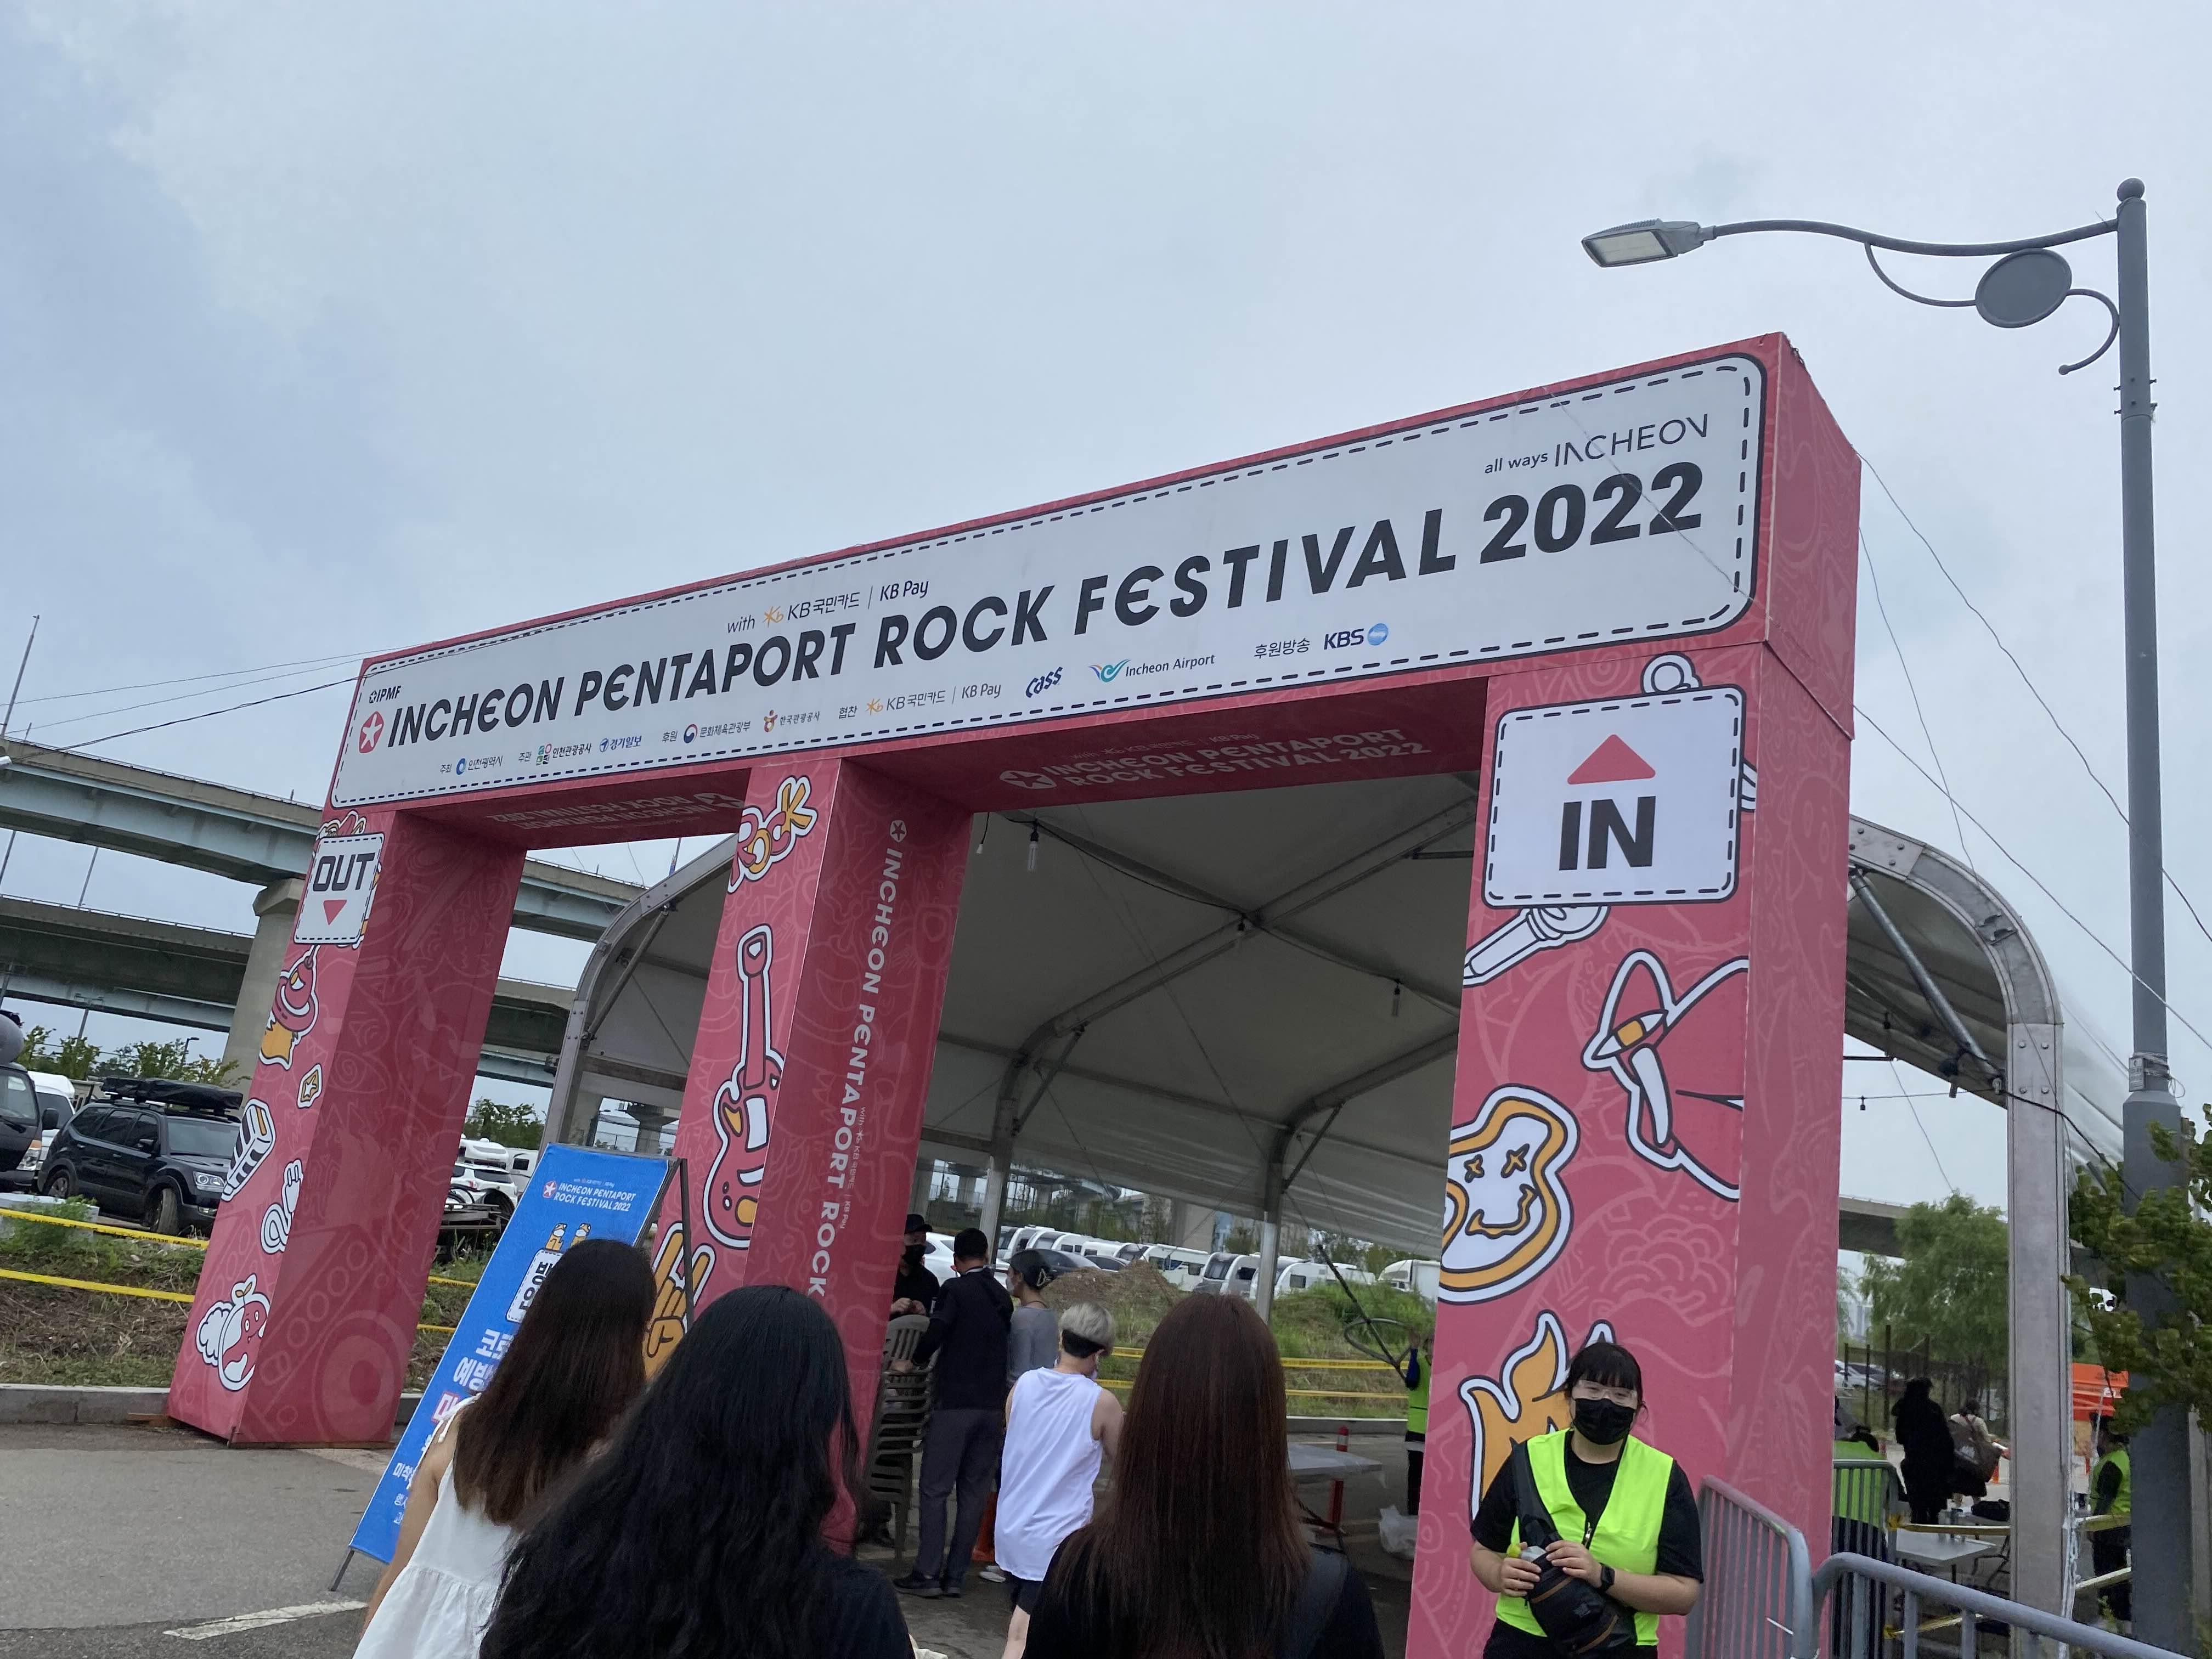 all ways INCHEON
with KB국민카드 | KB Pay
IPMF
INCHEON PENTAPORT ROCK FESTIVAL 2022
주최 인천광역시 주관 인천관광공사 경기일보 후원 문화체육관광부 한국관광공사 협찬 KB국민카드 | KB Pay cass Incheon Airport 후원방송 KBS
INCHEON PENTAPORT
ROCK FESTIVAL 2022
OUT
ROCK
INCHEON PENTAPORT ROCK
IN
INCHEON PENTAPORT
ROCK FESTIVAL 2022